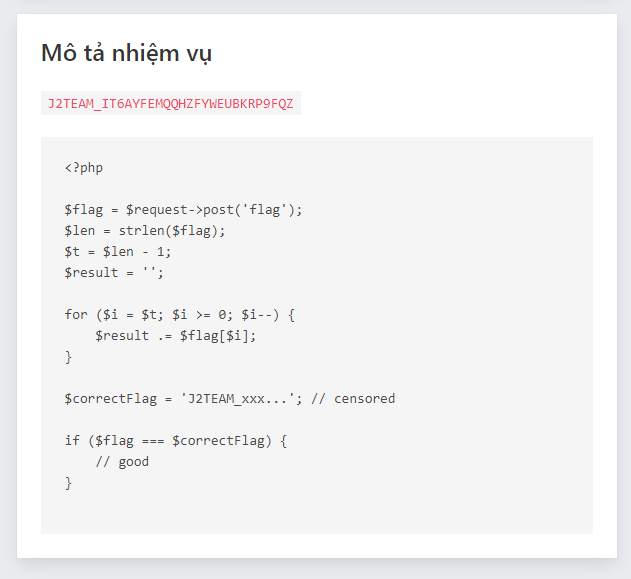 Mô tả nhiệm vụ
J2TEAM_IT6AYFEMQQHZFYWEUBKRP9FQZ
<?php
$flag = $request->post('flag');
$len = strlen($flag);
$t = $len - 1;
$result = '';
for ($i = $t; $i >= 0; $i--) {
    $result .= $flag[$i];
}
$correctFlag = 'J2TEAM_xxx...'; // censored
if ($flag === $correctFlag) {
    // good
}